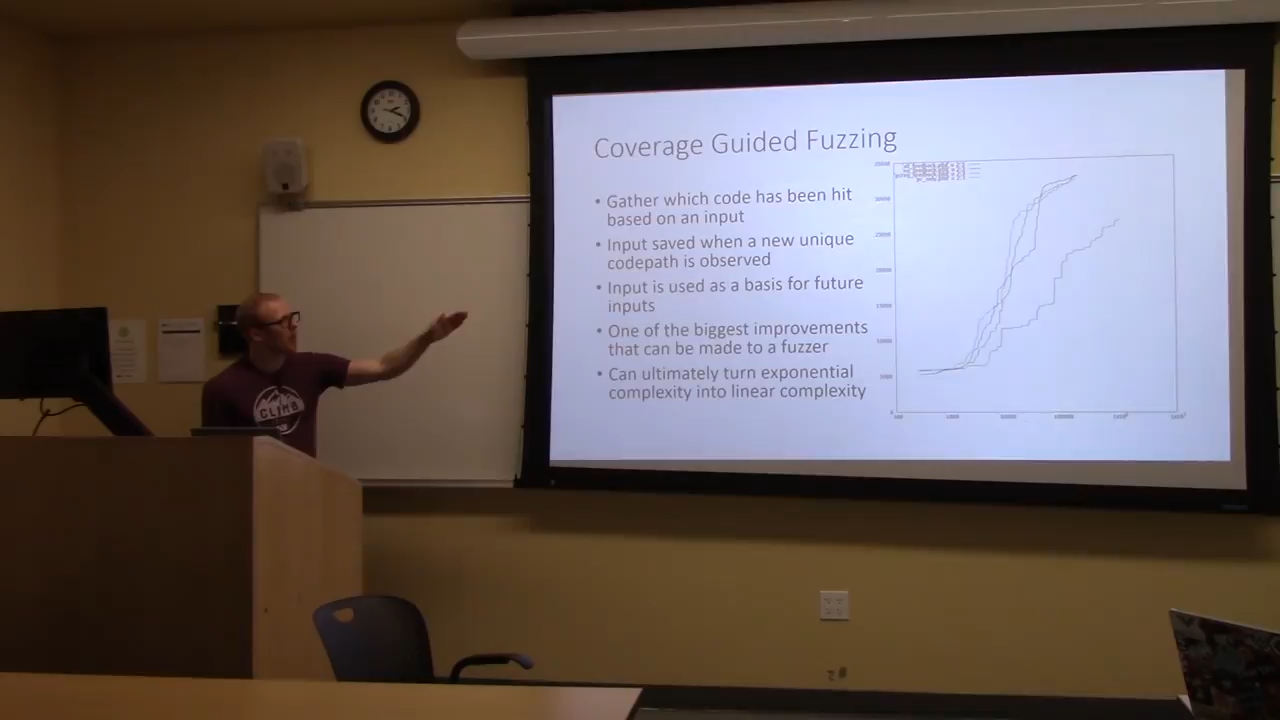 Coverage Guided Fuzzing
• Gather which code has been hit
based on an input
• Input saved when a new unique
codepath is observed
• Input is used as a basis for future
inputs
• One of the biggest improvements
that can be made to a fuzzer
• Can ultimately turn exponential
complexity into linear complexity
CLIMB